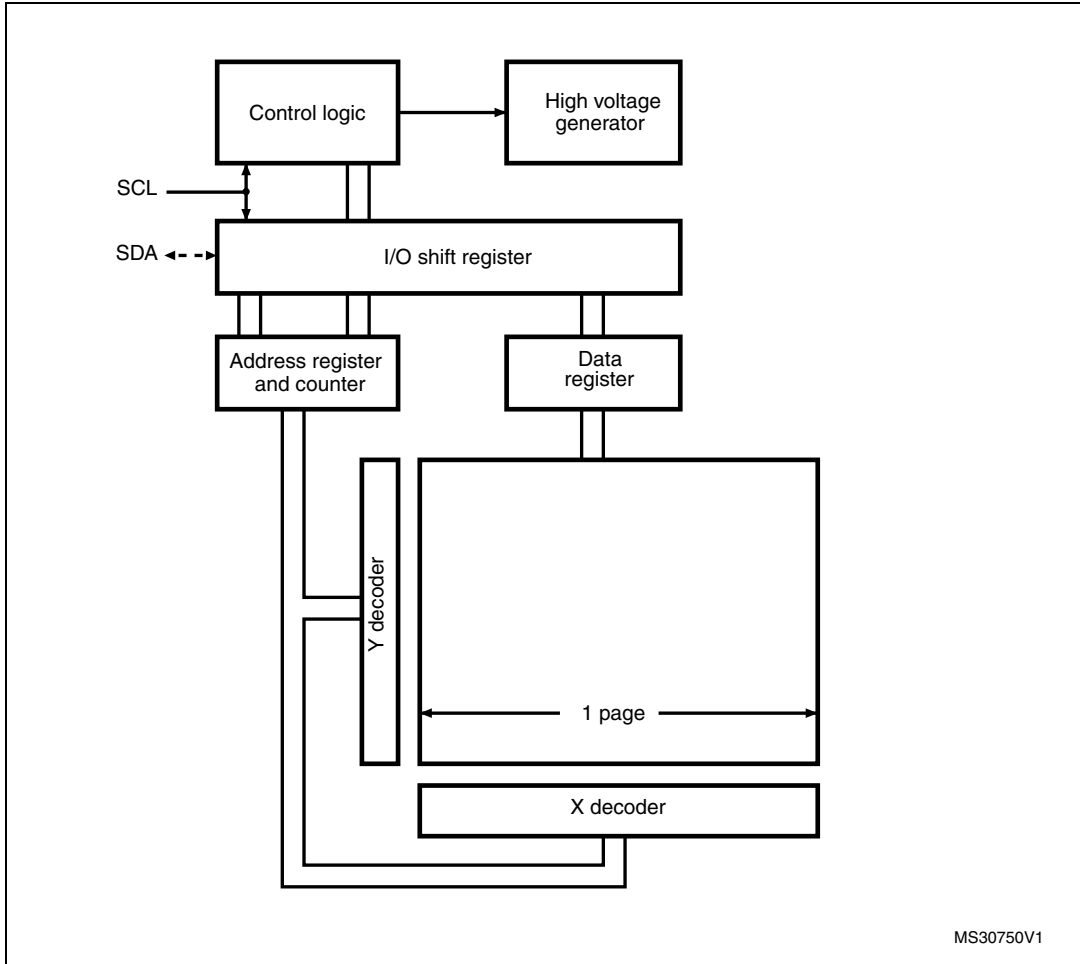 Control logic
High voltage
generator
SCL
SDA
I/O shift register
Address register
and counter
Data
register
Y decoder
1 page
X decoder
MS30750V1